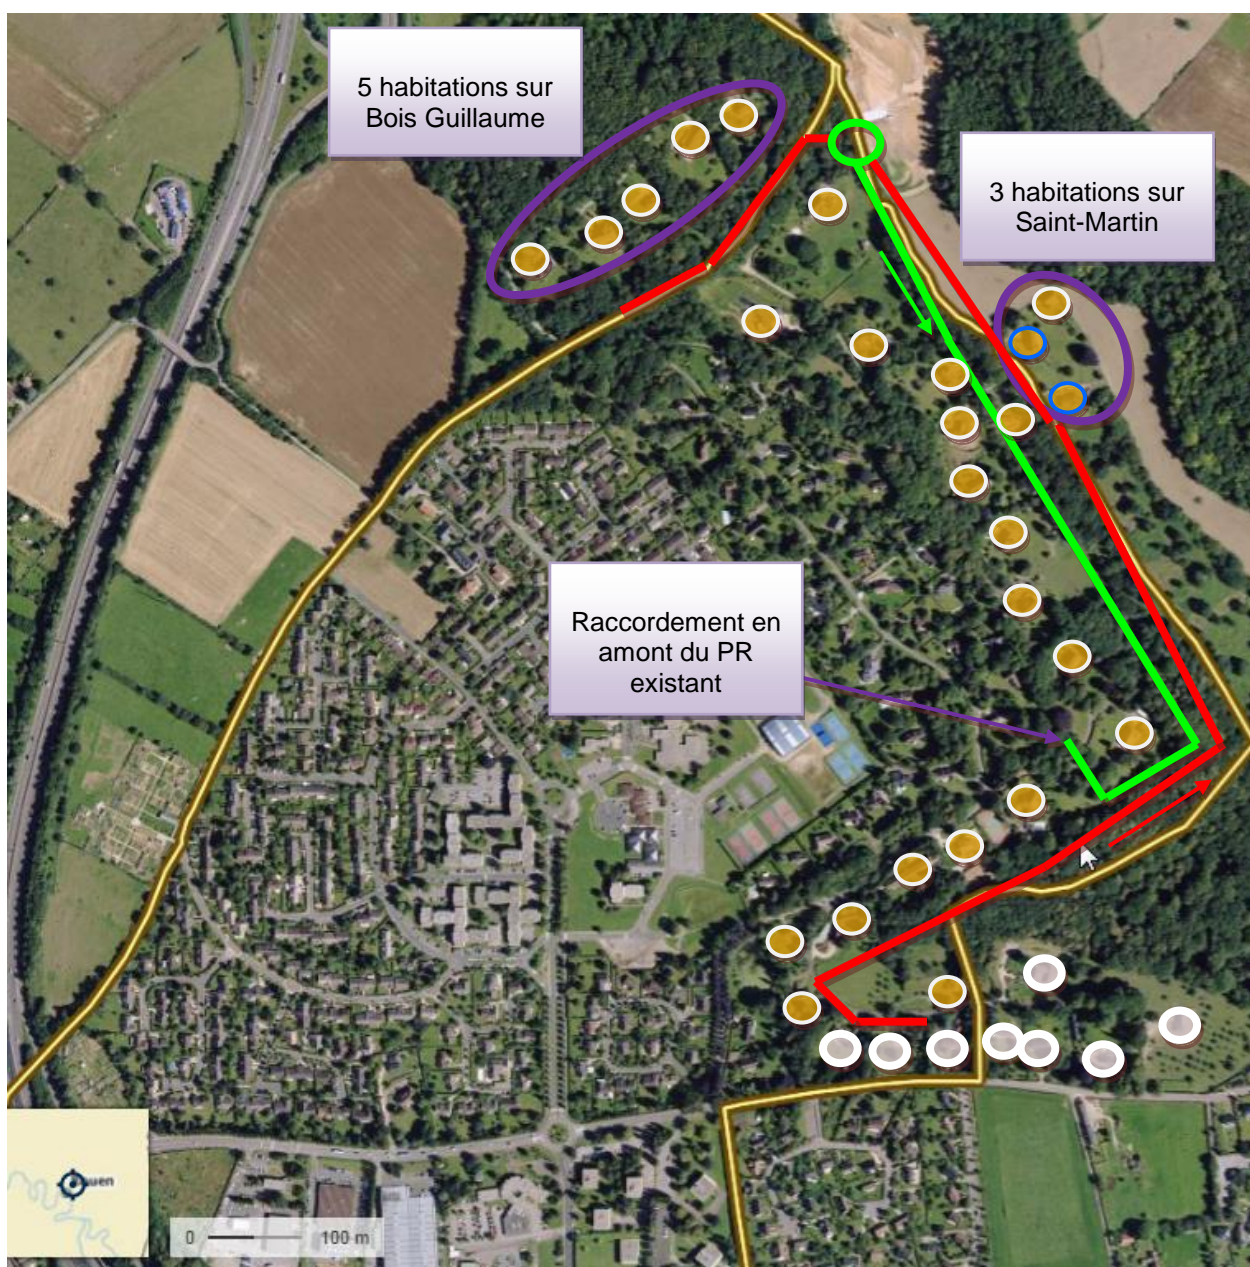 5 habitations sur
Bois Guillaume
3 habitations sur
Saint-Martin
Raccordement en
amont du PR
existant
0
100 m